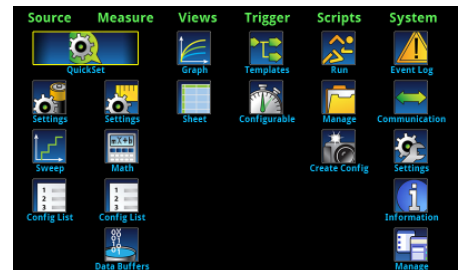 Source Measure Views Trigger Scripts System
QuickSet Graph Templates Run Event Log
Settings Settings Sheet Configurable Manage Communication
Sweep Math Create Config Settings
Config List Config List Information
Data Buffers Manage